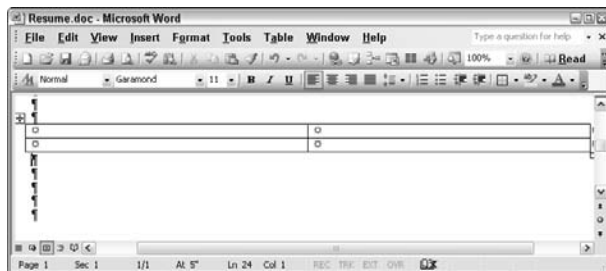 Resume.doc - Microsoft Word
File Edit View Insert Format Tools Table Window Help Type a question for help
100% Read
Normal Garamond 11 B I U
Page 1 Sec 1 1/1 At 5" Ln 24 Col 1 REC TRK EXT OVR